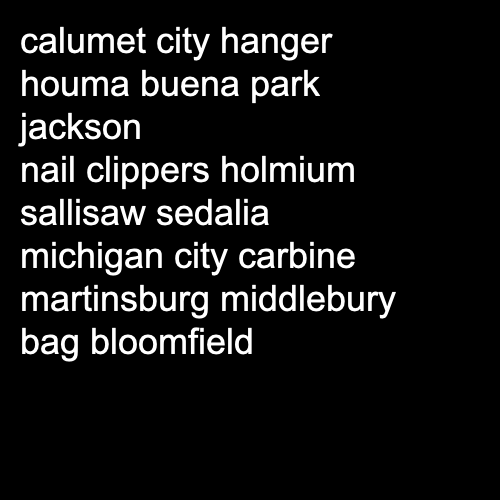 calumet city hanger
houma buena park
jackson
nail clippers holmium
sallisaw sedalia
michigan city carbine
martinsburg middlebury
bag bloomfield